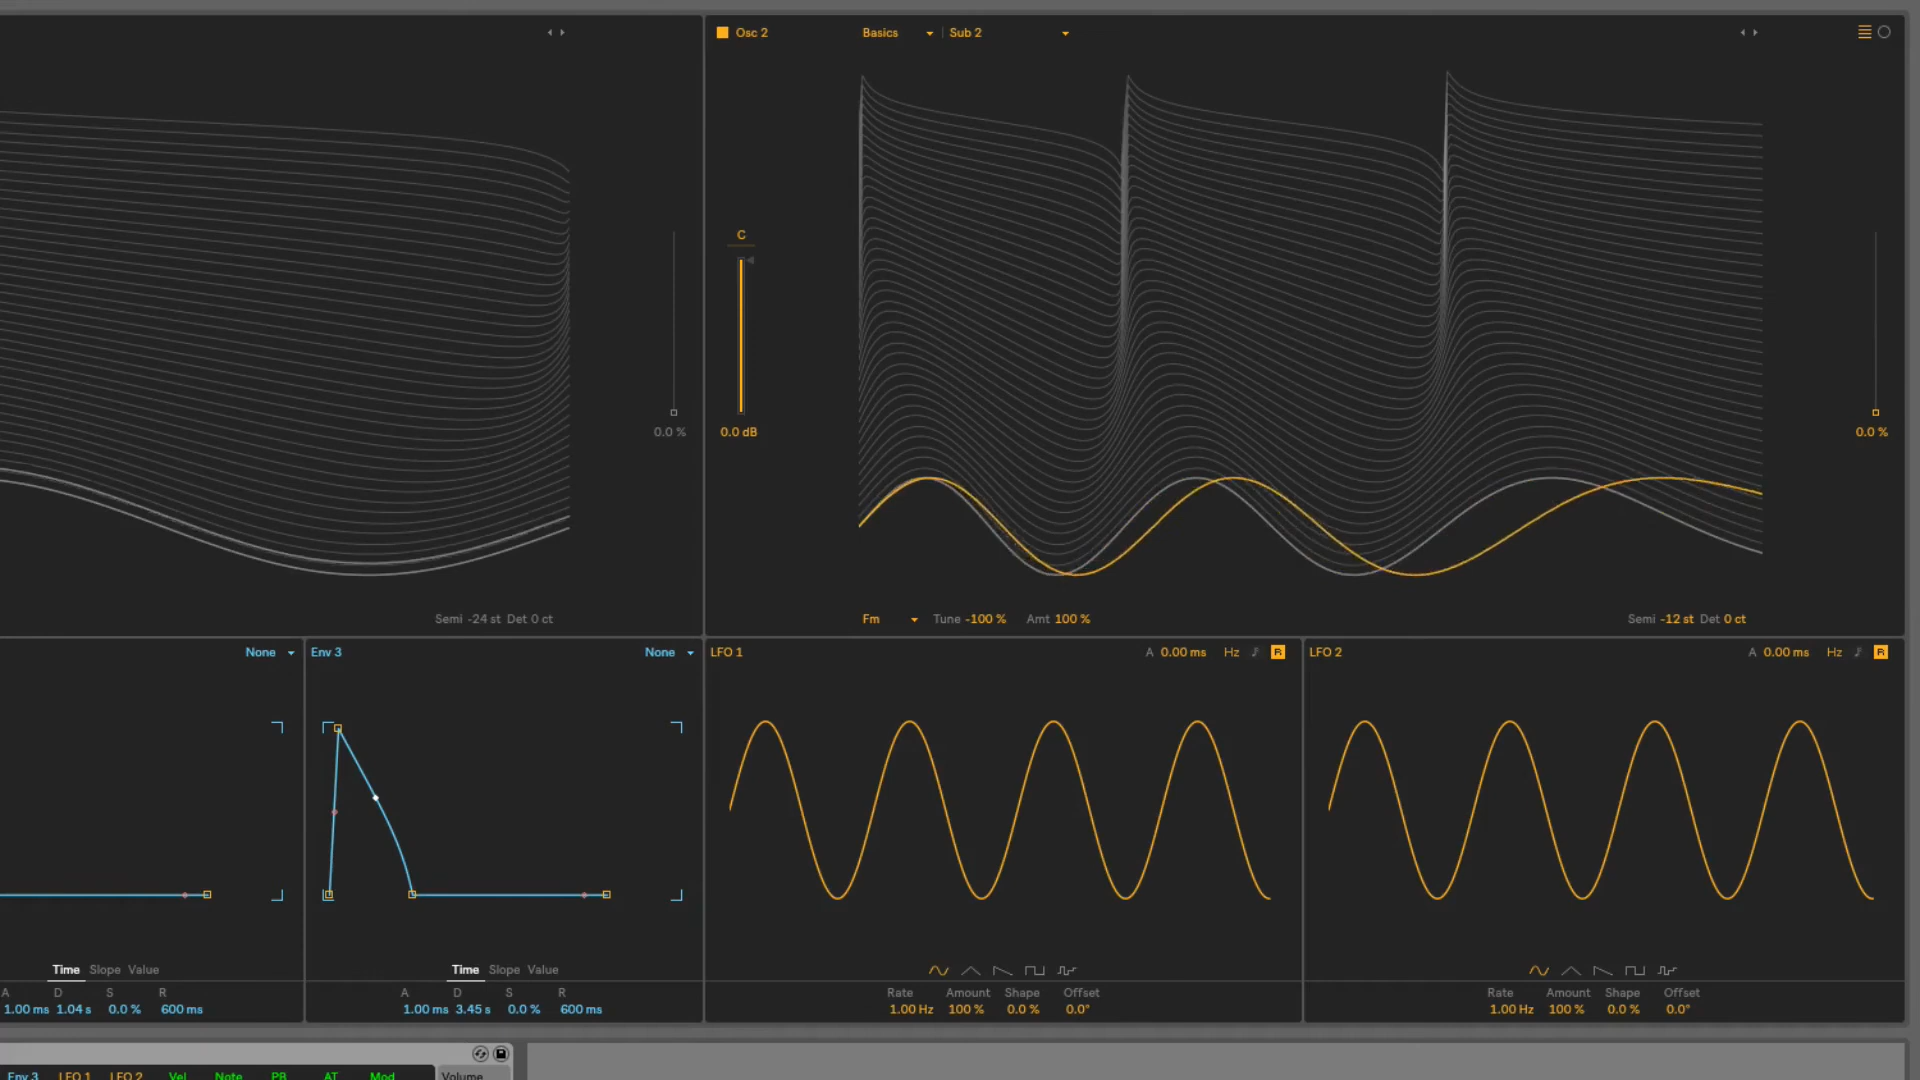 Osc 2 Basics Sub 2
C
0.0 % 0.0 dB 0.0 %
Semi -24 st Det 0 ct Fm Tune -100 % Amt 100 % Semi -12 st Det 0 ct
None Env 3 None LFO 1 A 0.00 ms Hz R LFO 2 A 0.00 ms Hz R
Time Slope Value Time Slope Value
A D S R A D S R Rate Amount Shape Offset Rate Amount Shape Offset
1.00 ms 1.04 s 0.0 % 600 ms 1.00 ms 3.45 s 0.0 % 600 ms 1.00 Hz 100 % 0.0 % 0.0° 1.00 Hz 100 % 0.0 % 0.0°
Env 3 LFO 1 LFO 2 Vel Note PB AT Mod Volume